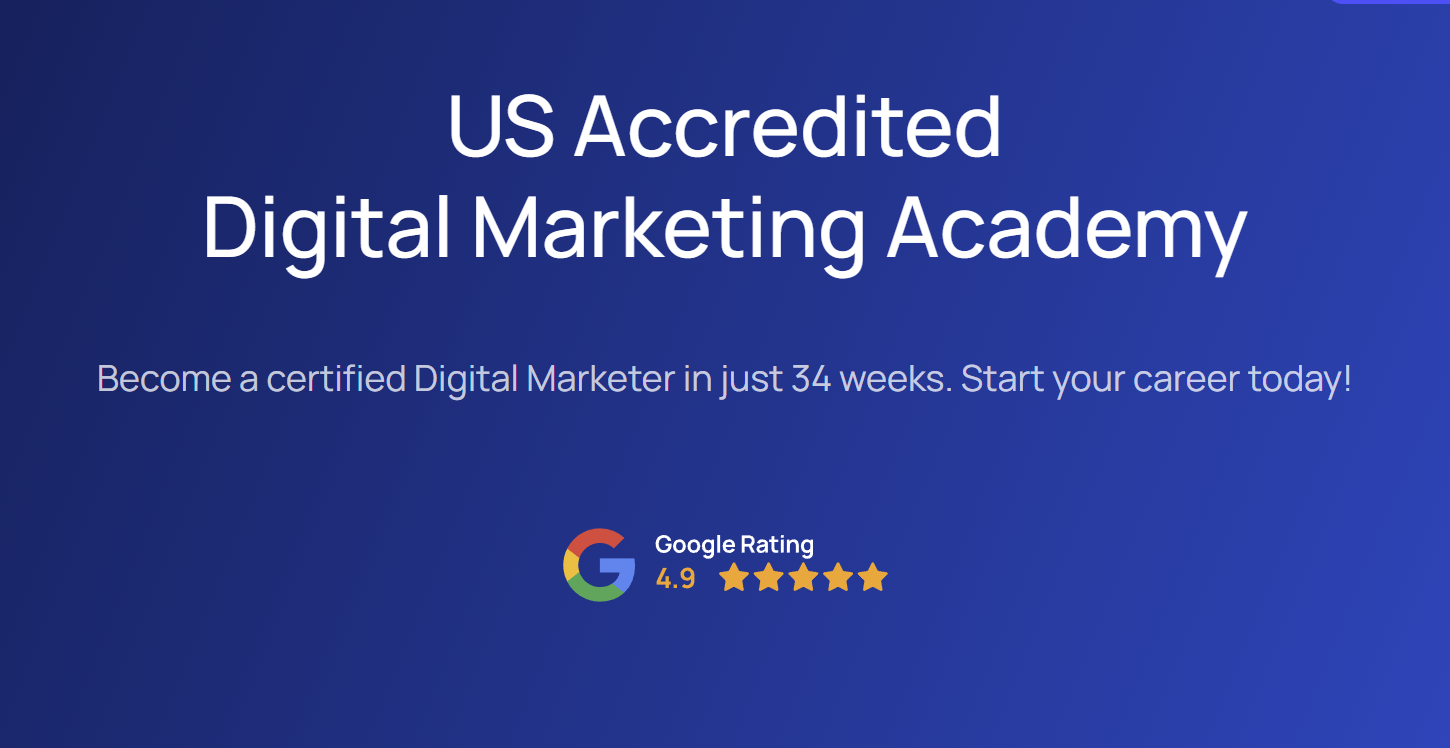 US Accredited
Digital Marketing Academy
Become a certified Digital Marketer in just 34 weeks. Start your career today!
Google Rating
4.9